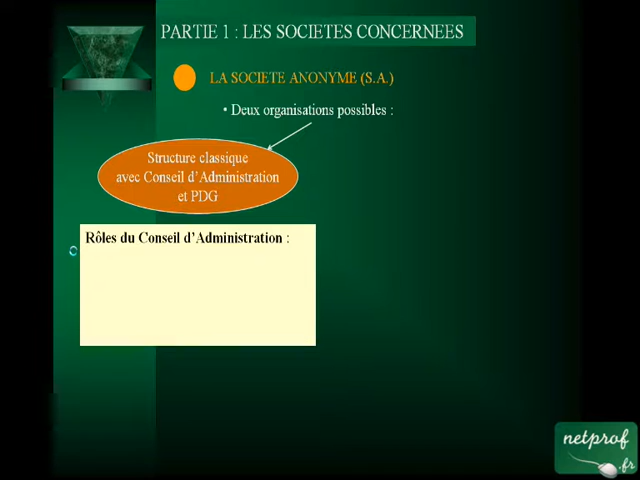 PARTIE 1 : LES SOCIETES CONCERNEES
LA SOCIETE ANONYME (S.A.)
• Deux organisations possibles :
Structure classique
avec Conseil d'Administration
et PDG
Rôles du Conseil d'Administration :
netprof
.fr